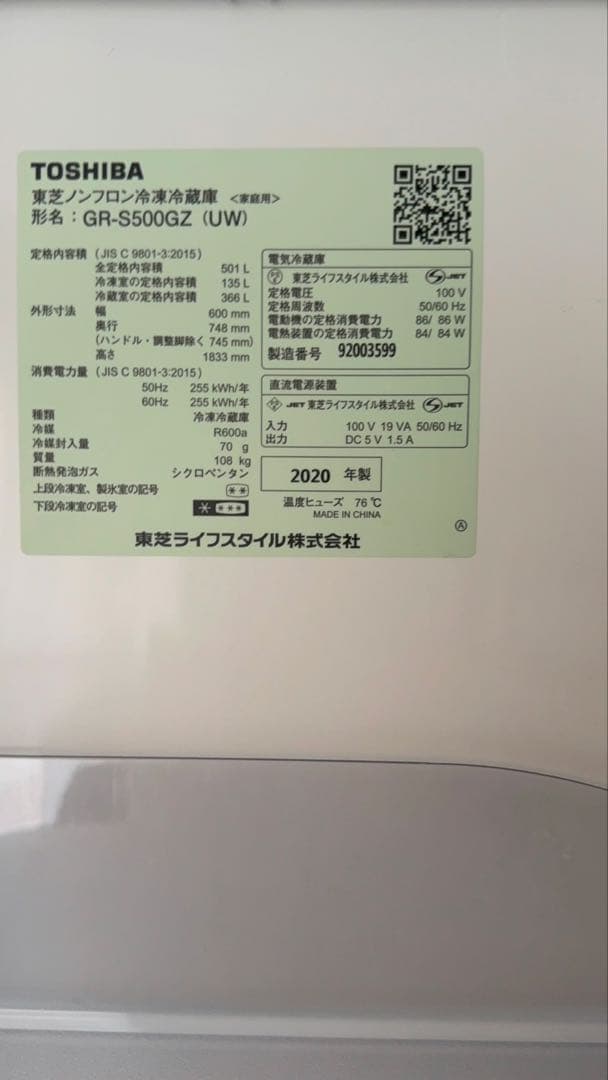 TOSHIBA
東芝ノンフロン冷凍冷蔵庫 <家庭用>
形名：GR-S500GZ（UW）
定格内容積（JIS C 9801-3:2015）
全定格内容積 501 L
冷凍室の定格内容積 135 L
冷蔵室の定格内容積 366 L
外形寸法 幅 600 mm
奥行 748 mm
(ハンドル・調整脚除く 745 mm)
高さ 1833 mm
消費電力量（JIS C 9801-3:2015）
50Hz 255 kWh/年
60Hz 255 kWh/年
種類 冷凍冷蔵庫
冷媒 R600a
冷媒封入量 70 g
質量 108 kg
断熱発泡ガス シクロペンタン
上段冷凍室、製氷室の記号 **
下段冷凍室の記号 * ***
電気冷蔵庫
東芝ライフスタイル株式会社 JET
定格電圧 100 V
定格周波数 50/60 Hz
電動機の定格消費電力 86/ 86 W
電熱装置の定格消費電力 84/ 84 W
製造番号 92003599
直流電源装置
JET 東芝ライフスタイル株式会社 JET
入力 100 V 19 VA 50/60 Hz
出力 DC 5 V 1.5 A
2020 年製
温度ヒューズ 76 ℃
MADE IN CHINA
Ⓐ
東芝ライフスタイル株式会社